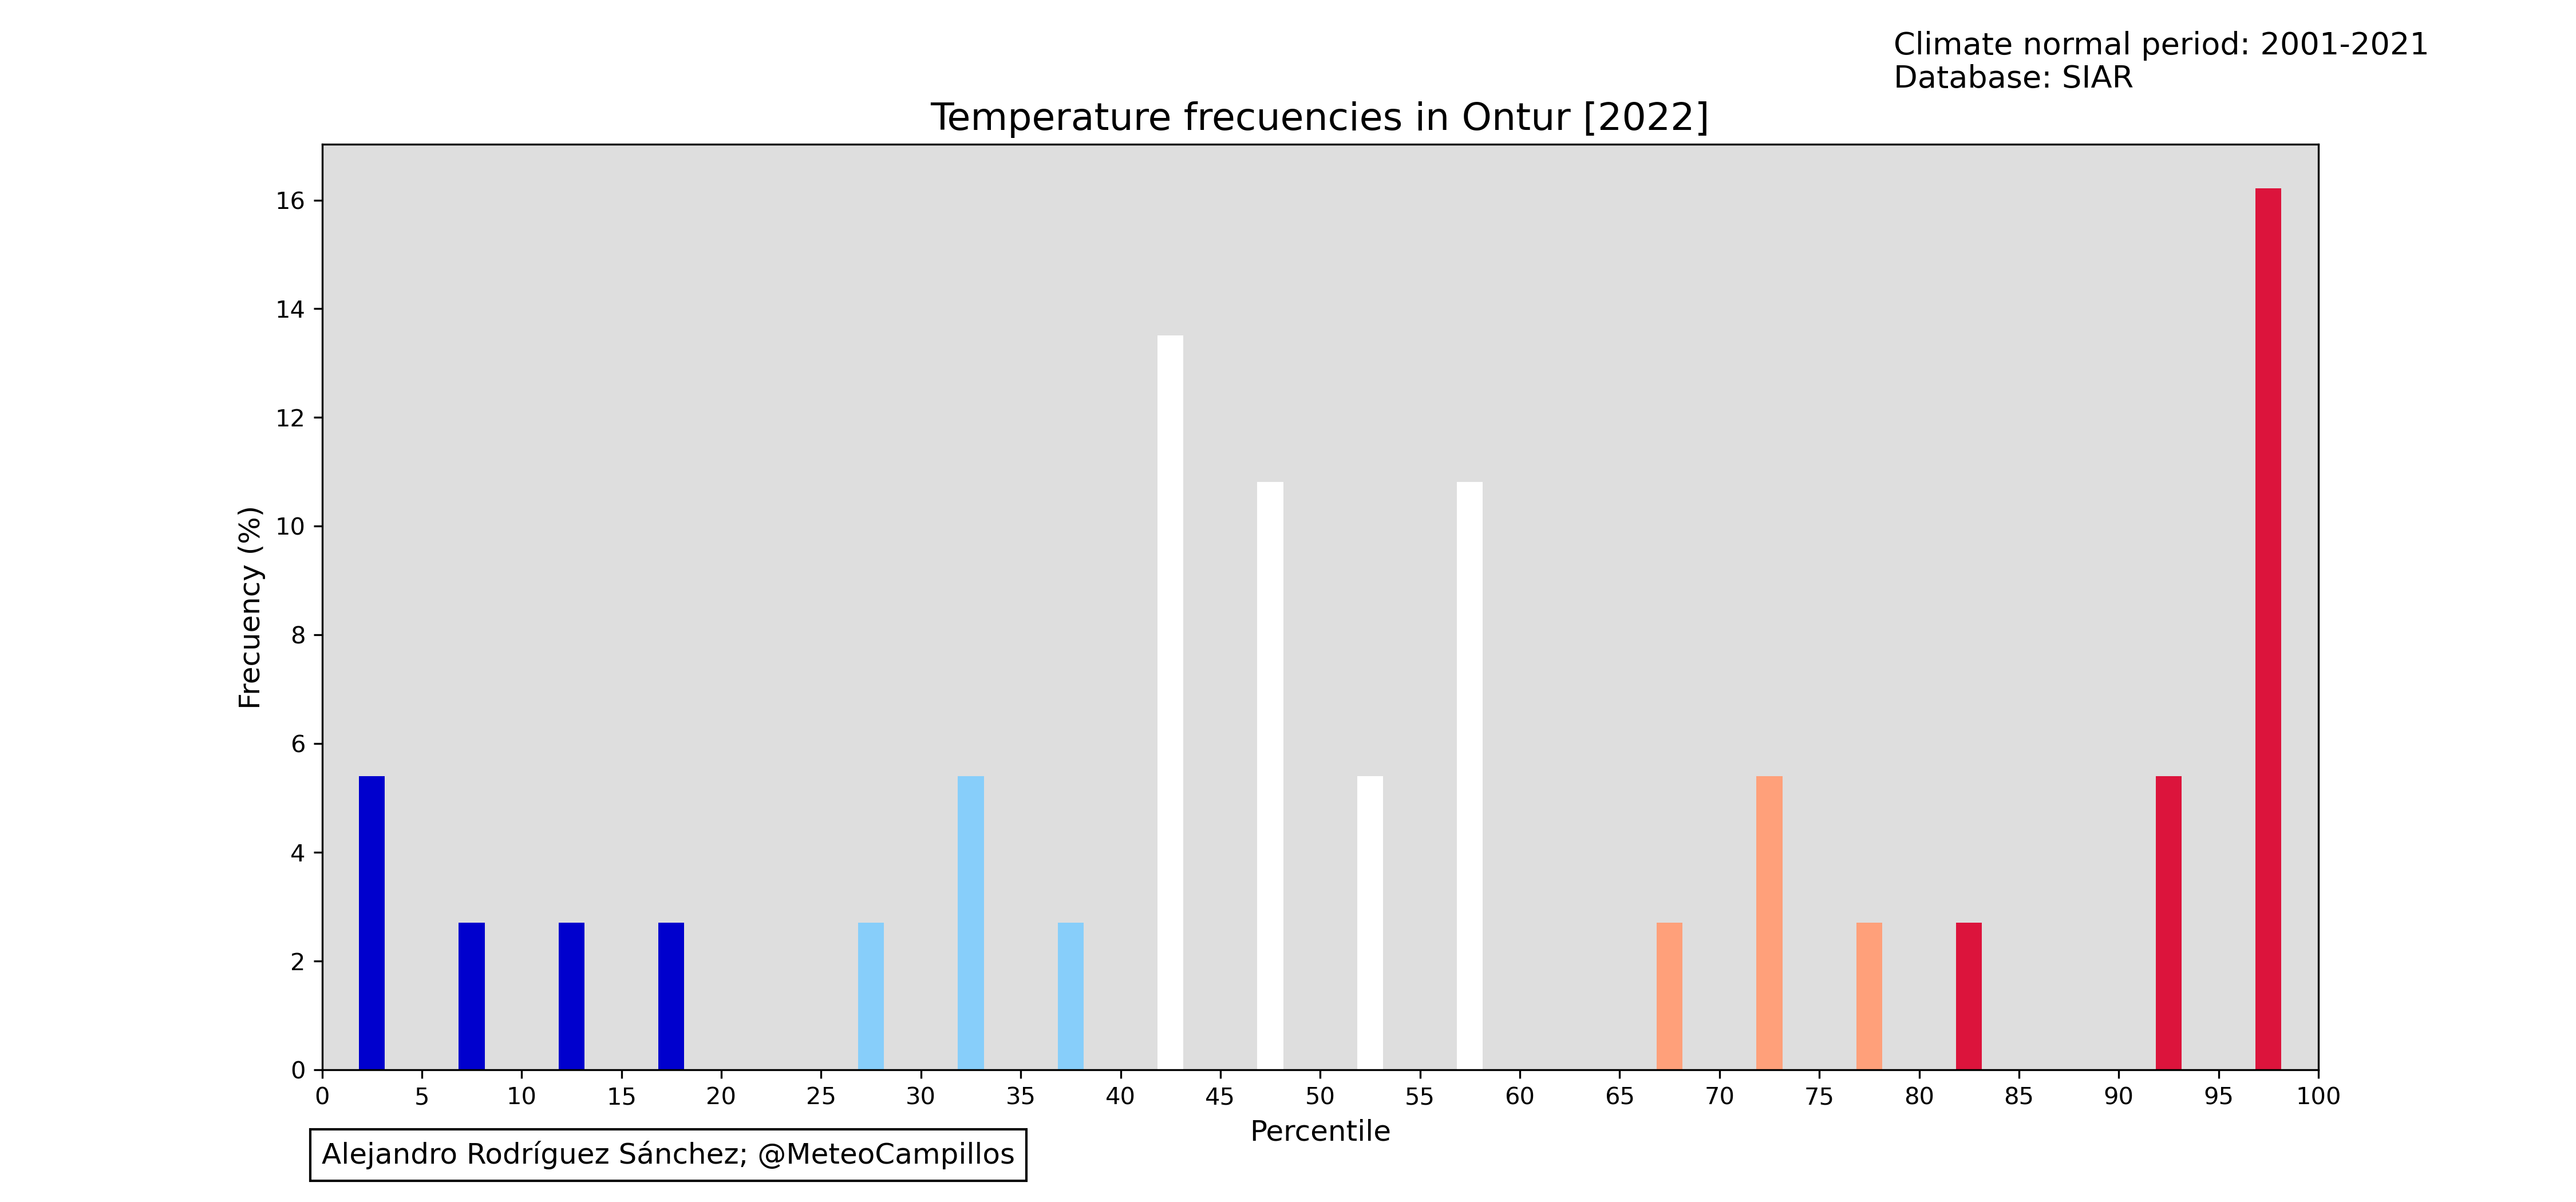 Climate normal period: 2001-2021
Database: SIAR
Temperature frecuencies in Ontur [2022]
Frecuency (%)
16
14
12
10
8
6
4
2
0
0 5 10 15 20 25 30 35 40 45 50 55 60 65 70 75 80 85 90 95 100
Percentile
Alejandro Rodríguez Sánchez; @MeteoCampillos